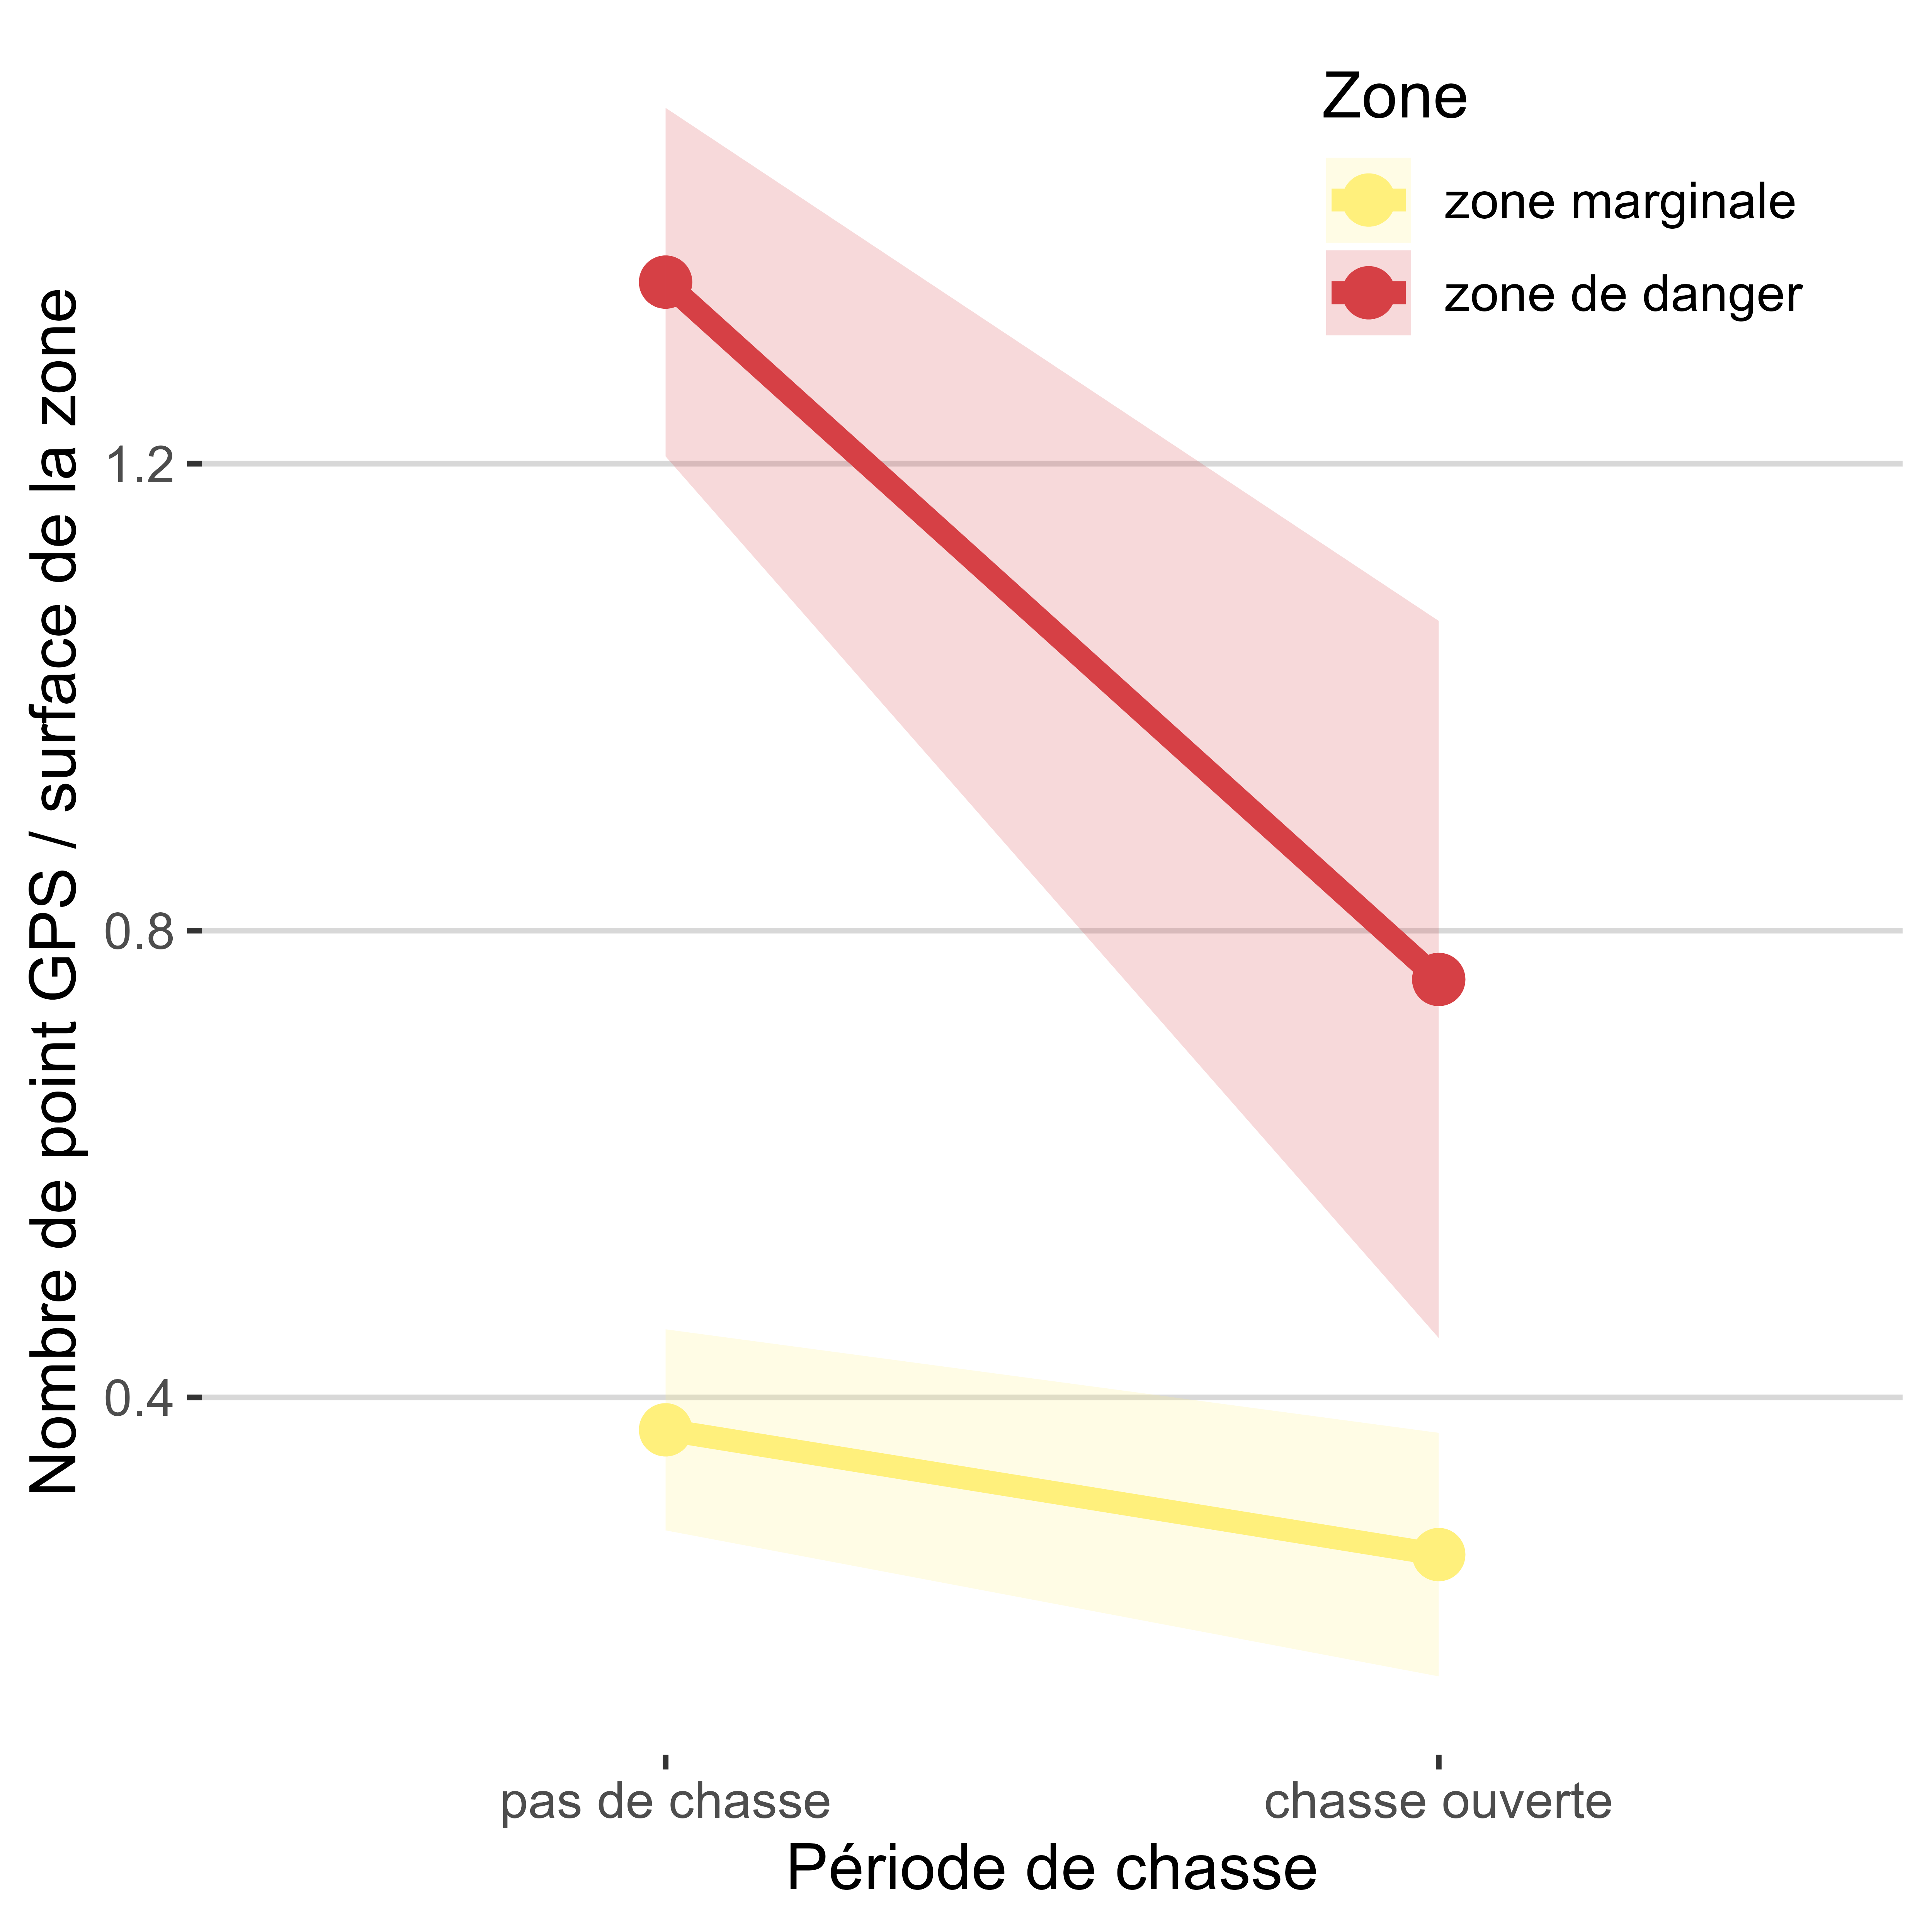 Zone
zone marginale
zone de danger
Nombre de point GPS / surface de la zone
1.2
0.8
0.4
pas de chasse
chasse ouverte
Période de chasse